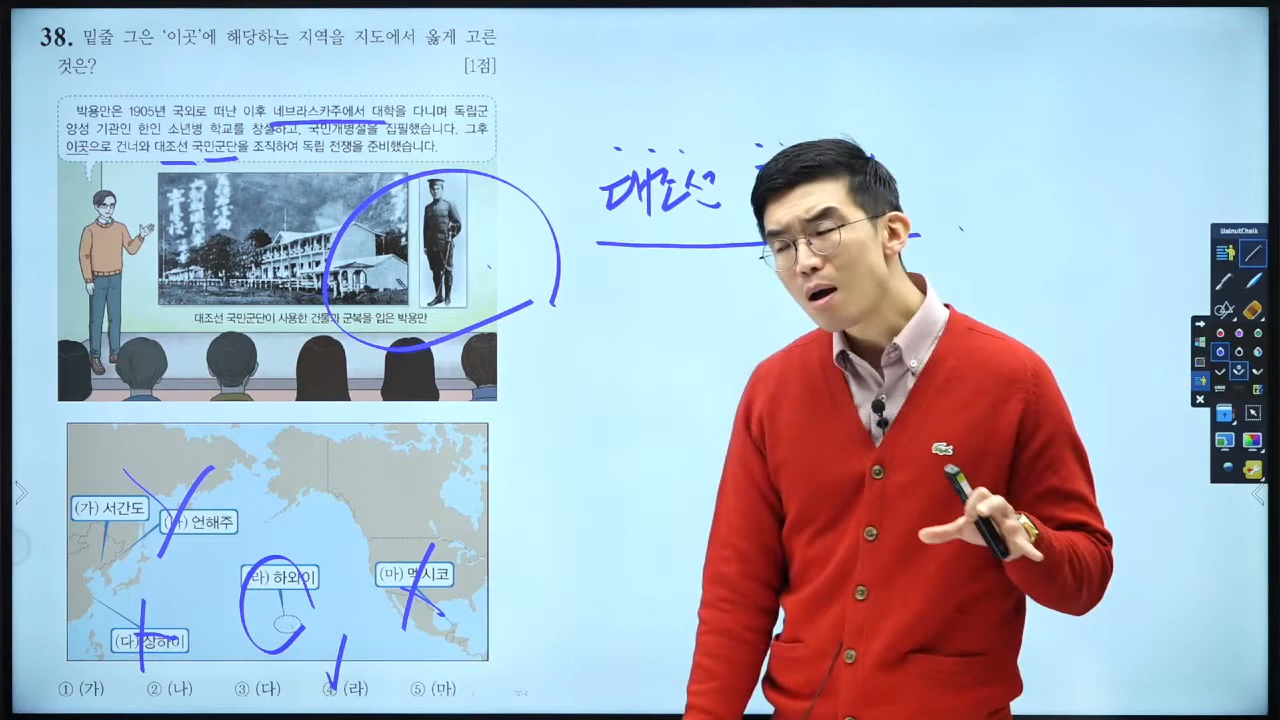 38. 밑줄 그은 '이곳'에 해당하는 지역을 지도에서 옳게 고른
것은? [1점]
박용만은 1905년 국외로 떠난 이후 네브라스카주에서 대학을 다니며 독립군
양성 기관인 한인 소년병 학교를 창설하고, 국민개병설을 집필했습니다. 그후
이곳으로 건너와 대조선 국민군단을 조직하여 독립 전쟁을 준비했습니다.
대조선 국민군단이 사용한 건물과 군복을 입은 박용만
대조선
(가) 서간도
(나) 연해주
(라) 하와이
(마) 멕시코
(다) 상하이
① (가) ② (나) ③ (다) ④ (라) ⑤ (마)
WalnutChalk